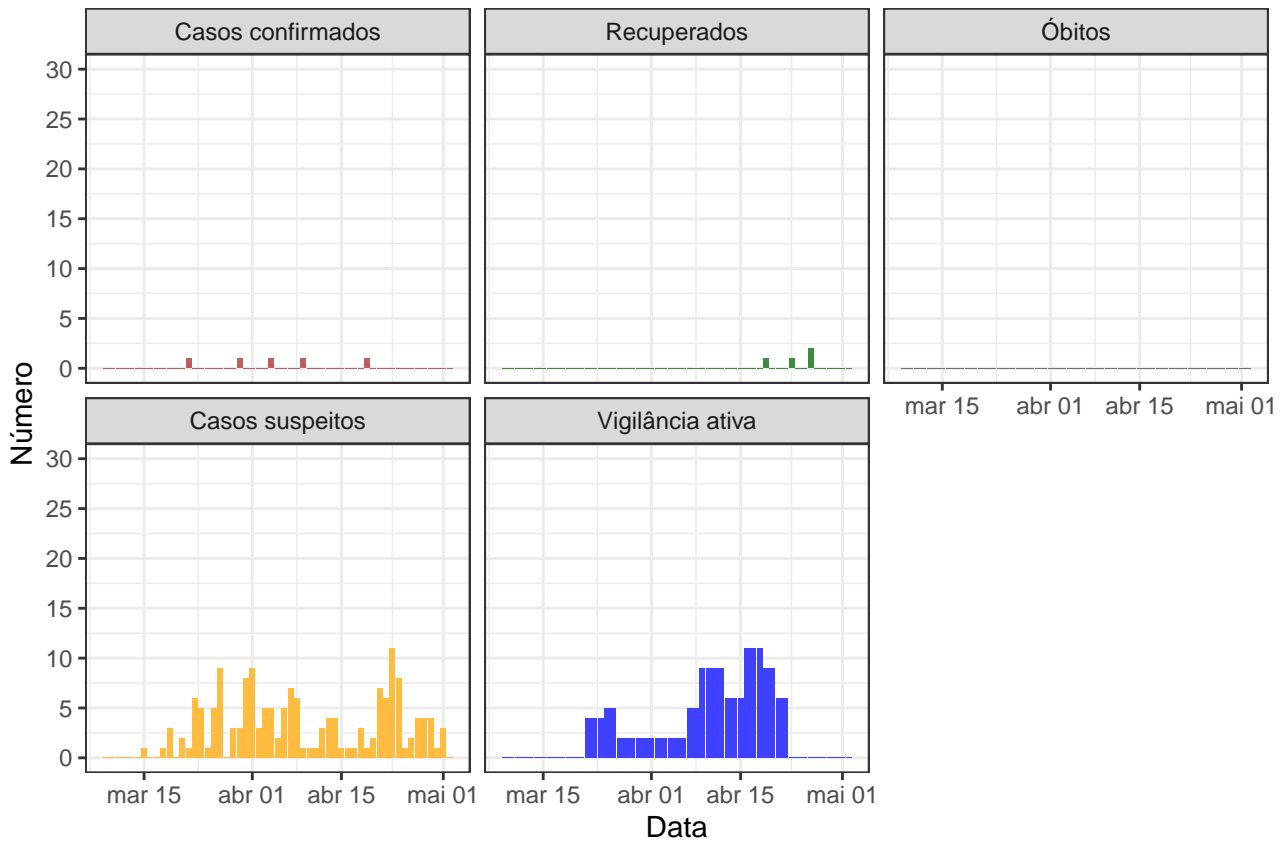 Casos confirmados
Recuperados
Óbitos
30
25
20
15
10
5
0
mar 15 abr 01 abr 15 mai 01
Casos suspeitos
Vigilância ativa
30
25
20
15
10
5
0
mar 15 abr 01 abr 15 mai 01
mar 15 abr 01 abr 15 mai 01
Número
Data